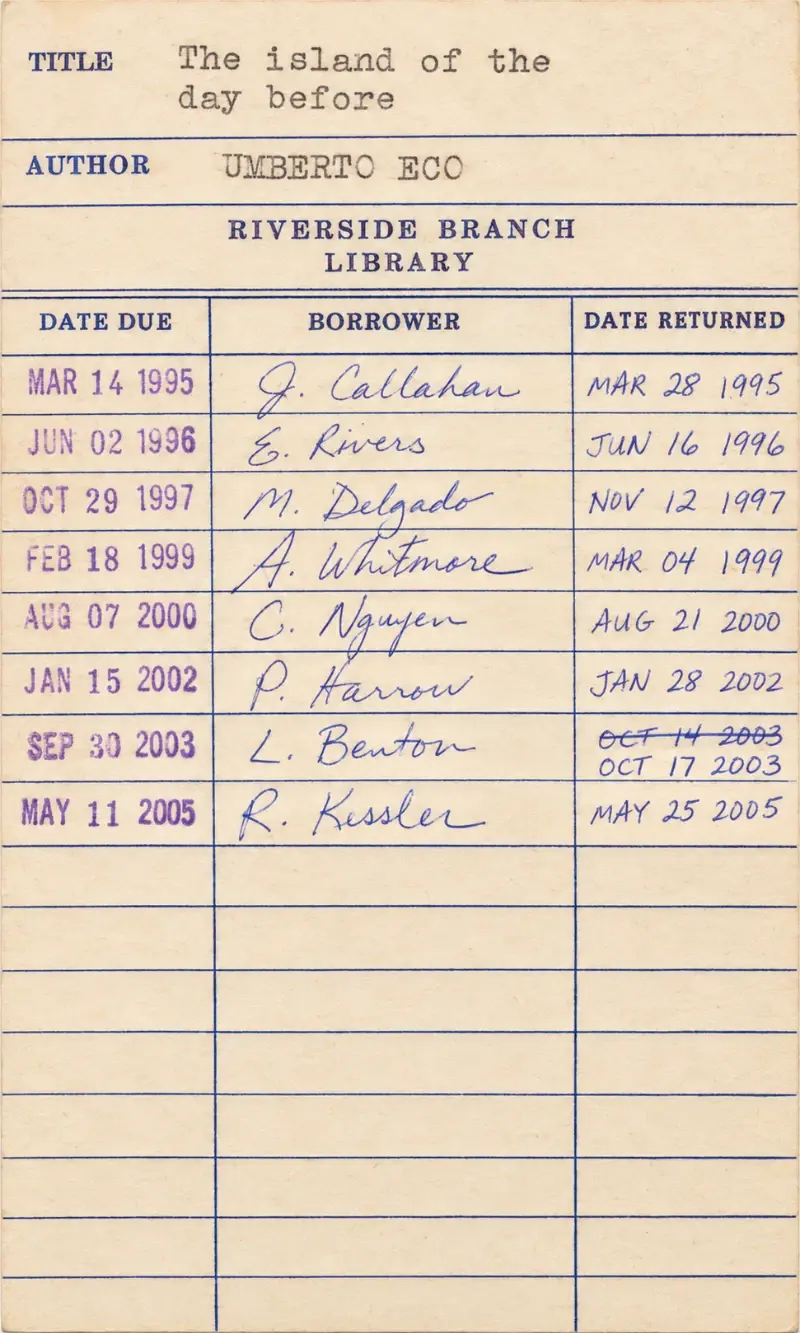 TITLE The island of the
day before
AUTHOR UMBERTO ECO
RIVERSIDE BRANCH
LIBRARY
DATE DUE BORROWER DATE RETURNED
MAR 14 1995 J. Callahan MAR 28 1995
JUN 02 1996 E. Rivers JUN 16 1996
OCT 29 1997 M. Delgado NOV 12 1997
FEB 18 1999 A. Whitmore MAR 04 1999
AUG 07 2000 C. Nguyen AUG 21 2000
JAN 15 2002 P. Harrow JAN 28 2002
SEP 30 2003 L. Benton OCT 14 2003
OCT 17 2003
MAY 11 2005 R. Kessler MAY 25 2005